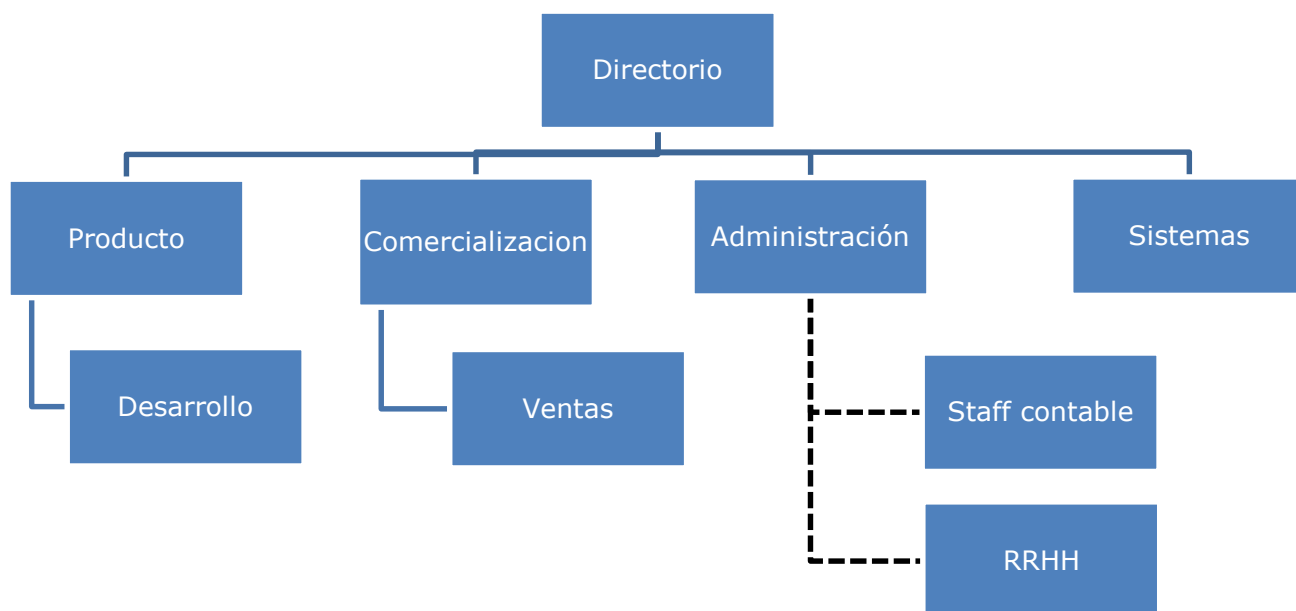 Directorio
Producto
Comercializacion
Administración
Sistemas
Desarrollo
Ventas
Staff contable
RRHH